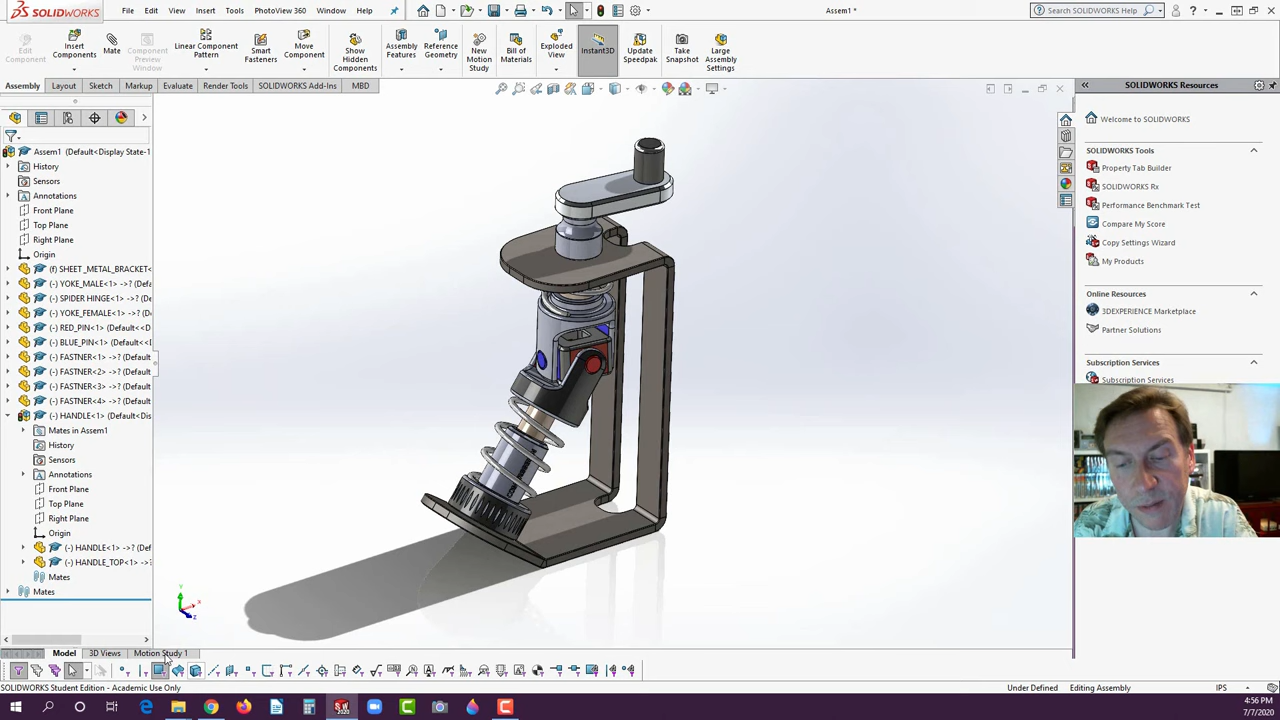 SOLIDWORKS File Edit View Insert Tools PhotoView 360 Window Help Assem1 * Search SOLIDWORKS Help
Edit Component
Insert Components
Mate
Component Preview Window
Linear Component Pattern
Smart Fasteners
Move Component
Show Hidden Components
Assembly Features
Reference Geometry
New Motion Study
Bill of Materials
Exploded View
Instant3D
Update Speedpak
Take Snapshot
Large Assembly Settings
Assembly Layout Sketch Markup Evaluate Render Tools SOLIDWORKS Add-Ins MBD
SOLIDWORKS Resources
Assem1 (Default<Display State-1
History
Sensors
Annotations
Front Plane
Top Plane
Right Plane
Origin
(f) SHEET_METAL_BRACKET<
(-) YOKE_MALE<1> ->? (Default
(-) SPIDER HINGE<1> ->? (Def
(-) YOKE_FEMALE<1> ->? (Def
(-) RED_PIN<1> (Default<<D
(-) BLUE_PIN<1> (Default<<
(-) FASTNER<1> ->? (Default
(-) FASTNER<2> ->? (Default
(-) FASTNER<3> ->? (Default
(-) FASTNER<4> ->? (Default
(-) HANDLE<1> (Default<Dis
Mates in Assem1
History
Sensors
Annotations
Front Plane
Top Plane
Right Plane
Origin
(-) HANDLE<1> ->? (Def
(-) HANDLE_TOP<1> ->?
Mates
Mates
Welcome to SOLIDWORKS
SOLIDWORKS Tools
Property Tab Builder
SOLIDWORKS Rx
Performance Benchmark Test
Compare My Score
Copy Settings Wizard
My Products
Online Resources
3DEXPERIENCE Marketplace
Partner Solutions
Subscription Services
Certification
Model 3D Views Motion Study 1
SOLIDWORKS Student Edition - Academic Use Only Under Defined Editing Assembly IPS
4:56 PM
7/7/2020